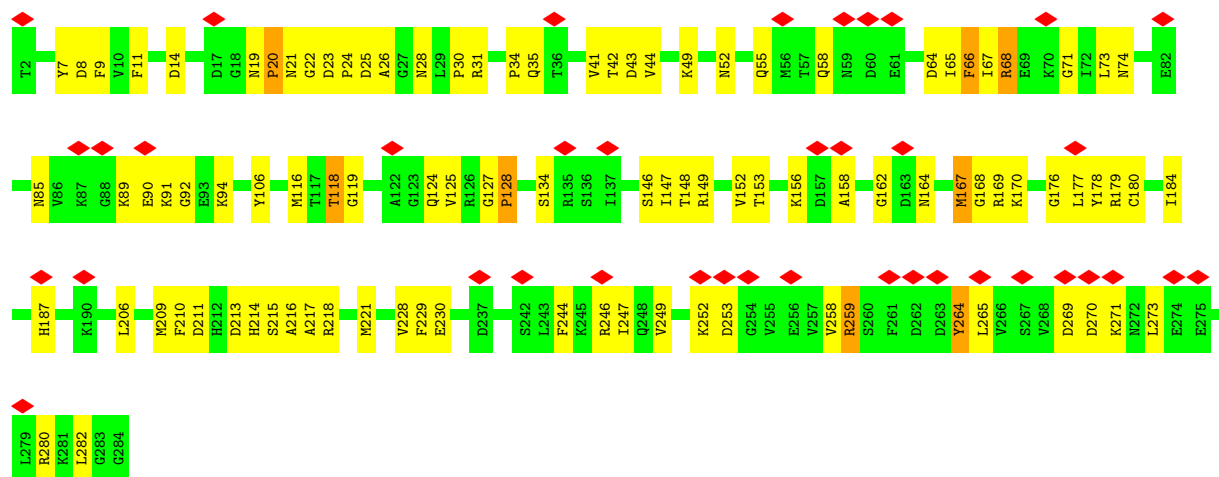 T2 Y7 D8 F9 V10 F11 D14 D17 G18 N19 P20 N21 G22 D23 P24 D25 A26 G27 N28 L29 P30 R31 P34 Q35 T36 V41 T42 D43 V44 K49 N52 Q55 M56 T57 Q58 N59 D60 E61 D64 I65 F66 I67 R68 E69 K70 G71 I72 L73 N74 E82
N85 V86 K87 G88 K89 E90 K91 G92 E93 K94 Y106 M116 T117 T118 G119 A122 G123 Q124 V125 R126 G127 P128 S134 R135 S136 I137 S146 I147 T148 R149 V152 T153 K156 D157 A158 G162 D163 N164 M167 G168 R169 K170 G176 L177 Y178 R179 C180 I184
H187 K190 L206 M209 F210 D211 H212 D213 H214 S215 A216 A217 R218 M221 V228 F229 E230 D237 S242 L243 F244 K245 R246 I247 Q248 V249 K252 D253 G254 V255 E256 V257 V258 R259 S260 F261 D262 D263 Y264 L265 V266 S267 V268 D269 D270 K271 N272 L273 E274 E275
L279 R280 K281 L282 G283 G284